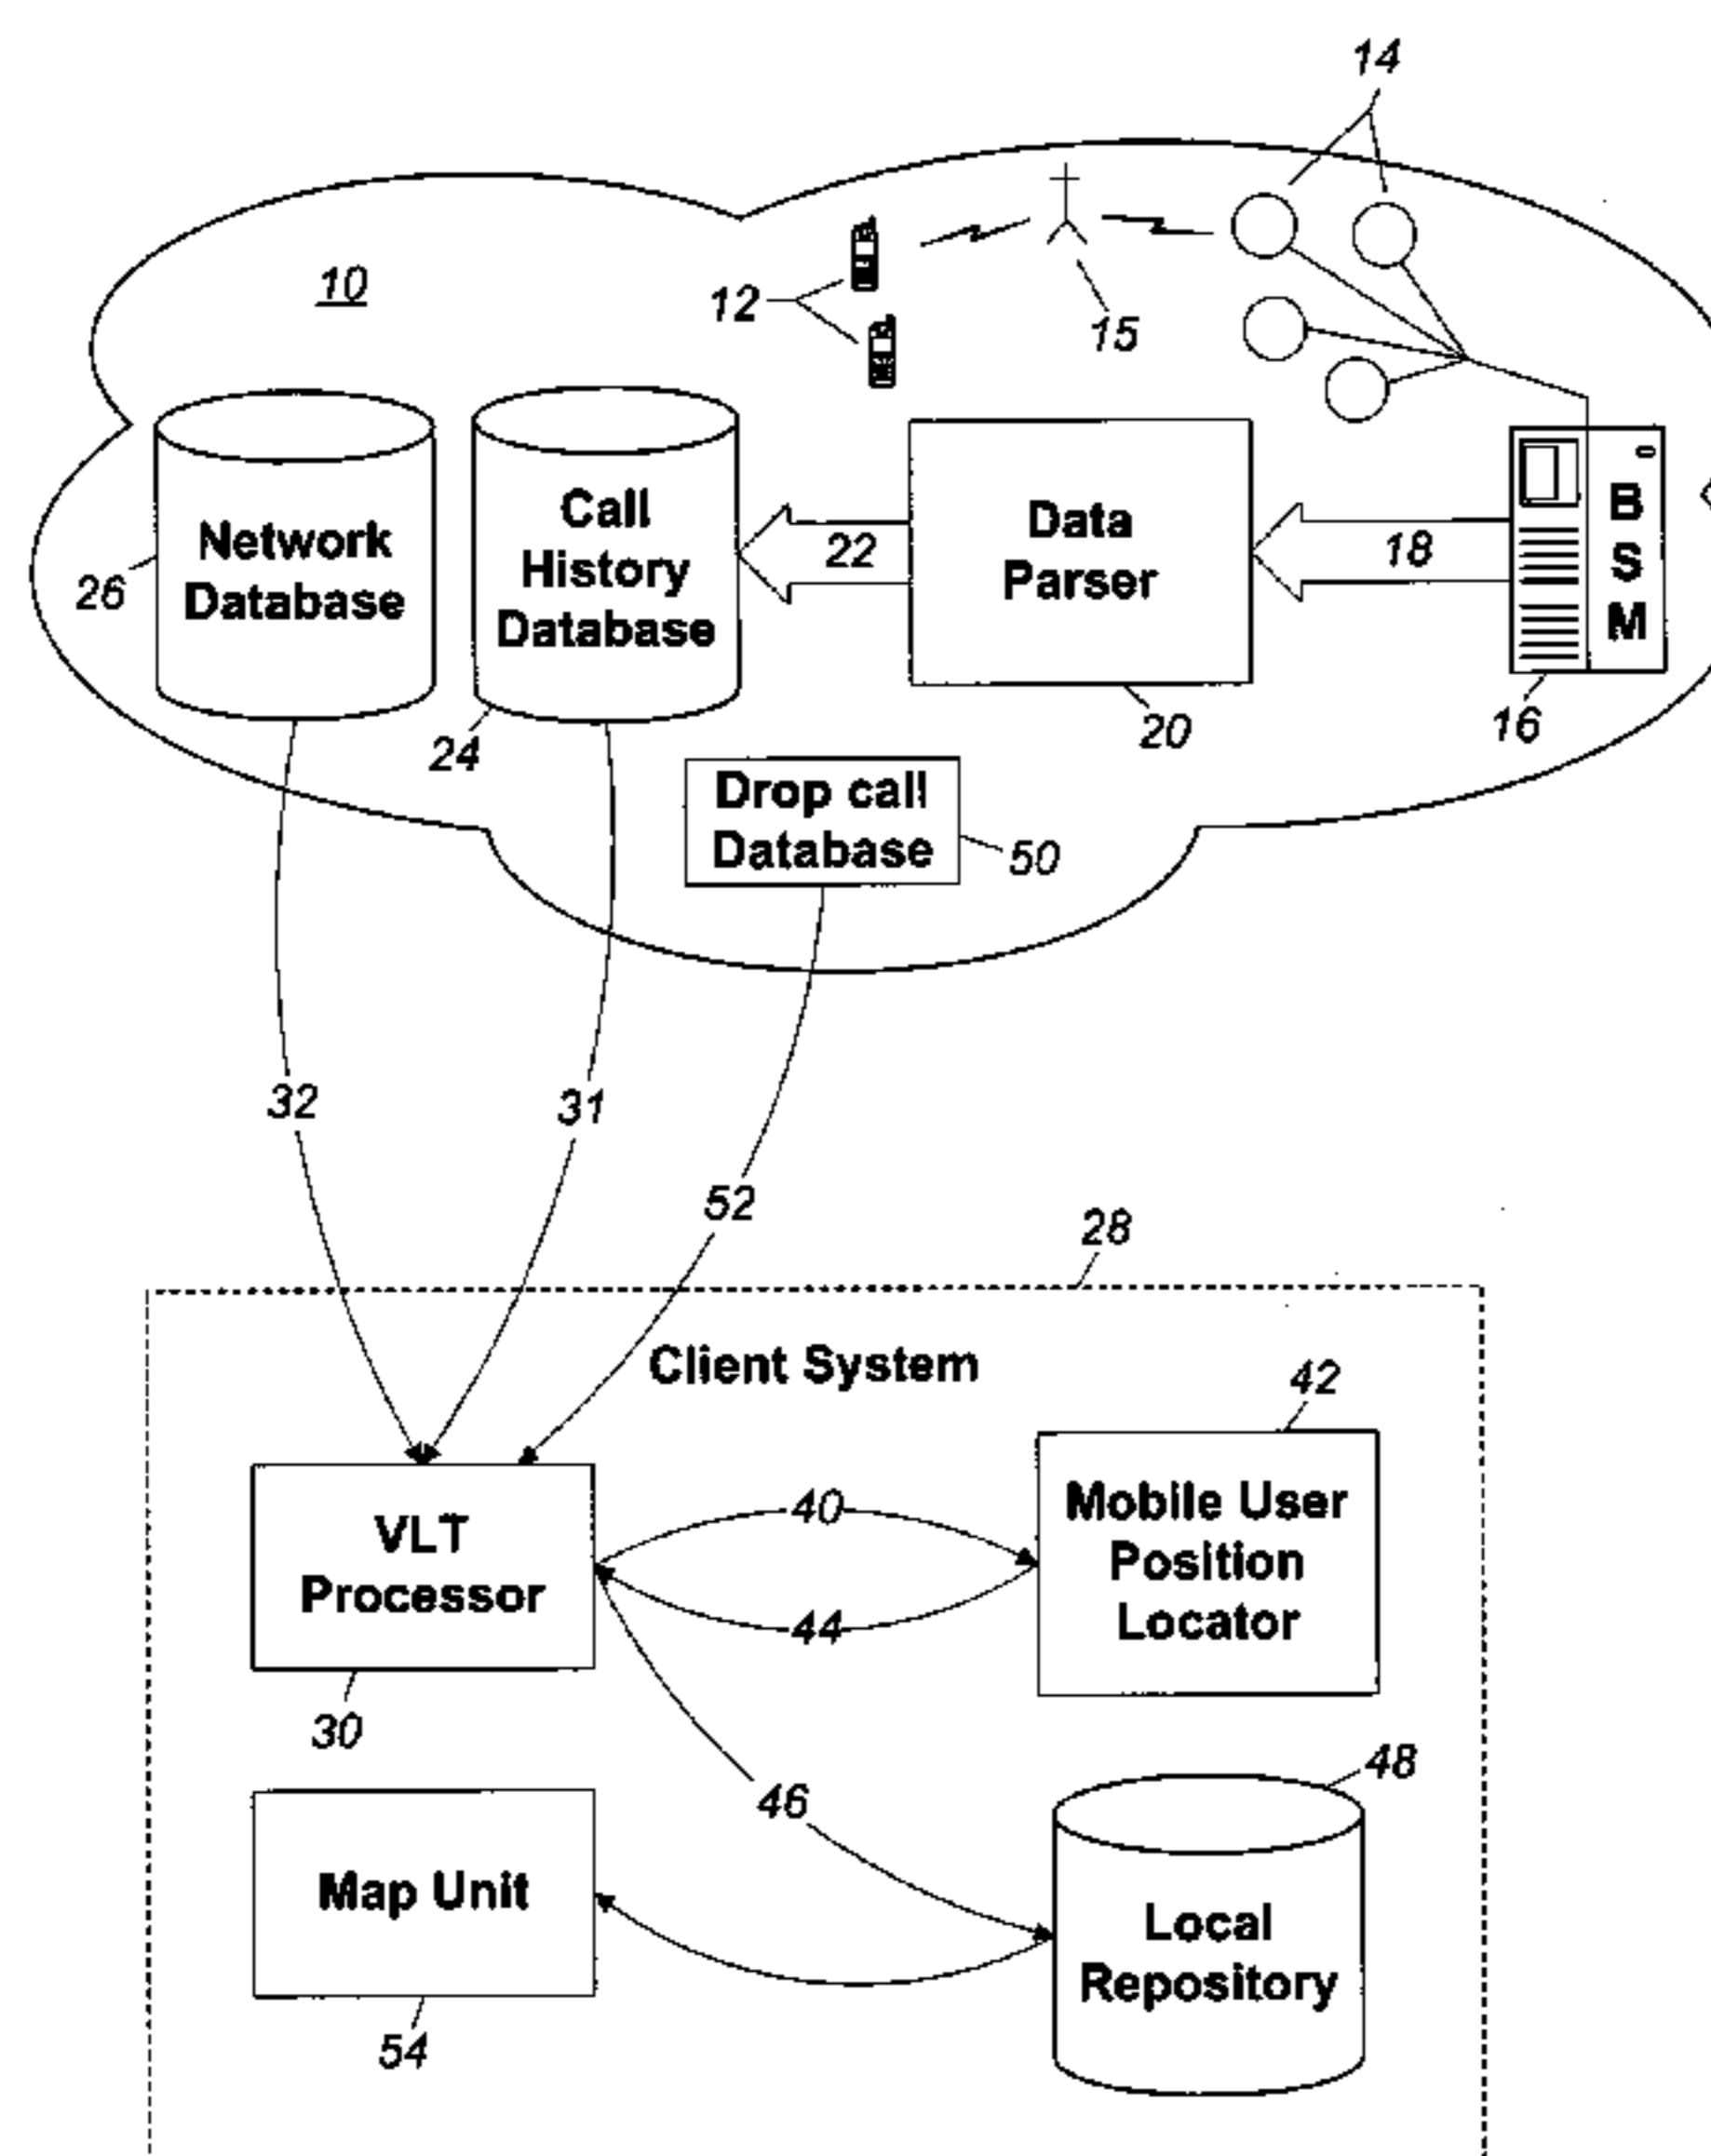 14
10
12
15
Network
Database
26
Call
History
Database
24
22
Data
Parser
20
18
B
S
M
16
Drop call
Database
50
32
31
52
28
Client System
42
VLT
Processor
30
40
44
Mobile User
Position
Locator
46
48
Map Unit
54
Local
Repository